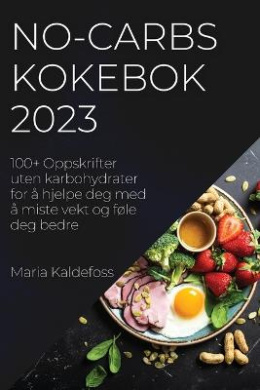 NO-CARBS
KOKEBOK
2023
100+ Oppskrifter
uten karbohydrater
for å hjelpe deg med
å miste vekt og føle
deg bedre
Maria Kaldefoss